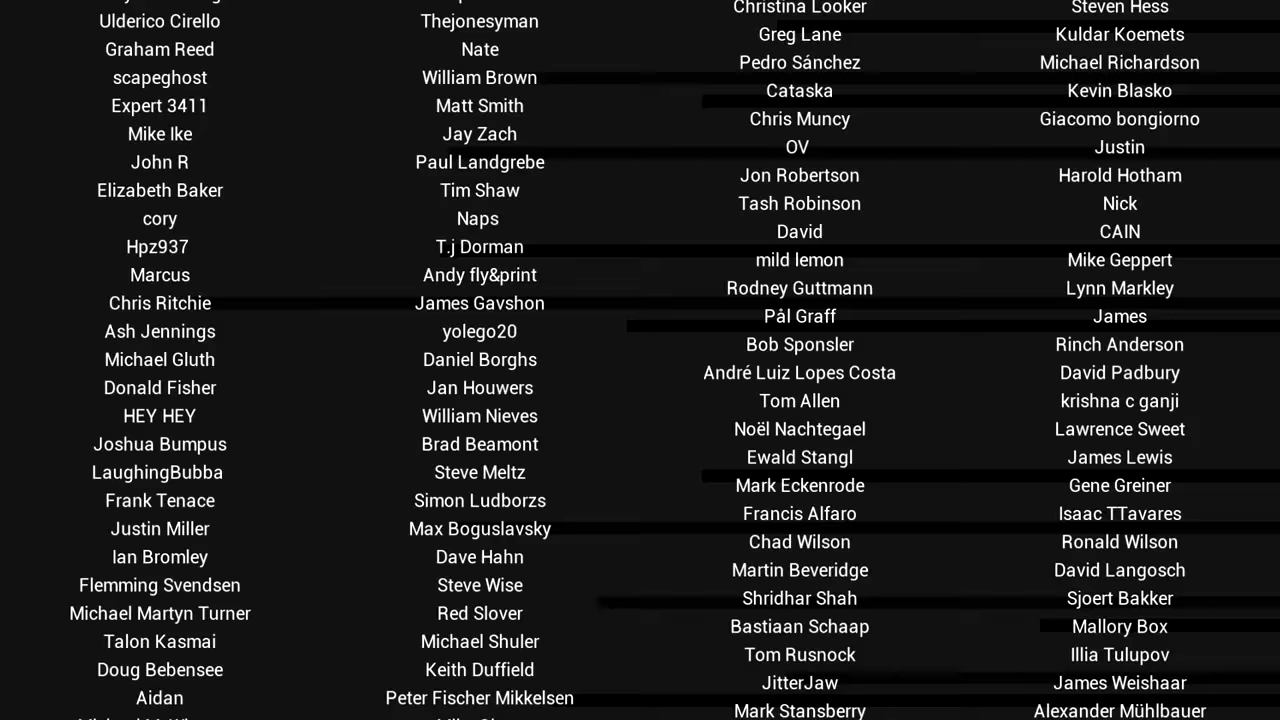 Ulderico Cirello
Graham Reed
scapeghost
Expert 3411
Mike Ike
John R
Elizabeth Baker
cory
Hpz937
Marcus
Chris Ritchie
Ash Jennings
Michael Gluth
Donald Fisher
HEY HEY
Joshua Bumpus
LaughingBubba
Frank Tenace
Justin Miller
Ian Bromley
Flemming Svendsen
Michael Martyn Turner
Talon Kasmai
Doug Bebensee
Aidan
Thejonesyman
Nate
William Brown
Matt Smith
Jay Zach
Paul Landgrebe
Tim Shaw
Naps
T.j Dorman
Andy fly&print
James Gavshon
yolego20
Daniel Borghs
Jan Houwers
William Nieves
Brad Beamont
Steve Meltz
Simon Ludborzs
Max Boguslavsky
Dave Hahn
Steve Wise
Red Slover
Michael Shuler
Keith Duffield
Peter Fischer Mikkelsen
Christina Looker
Greg Lane
Pedro Sánchez
Cataska
Chris Muncy
OV
Jon Robertson
Tash Robinson
David
mild lemon
Rodney Guttmann
Pål Graff
Bob Sponsler
André Luiz Lopes Costa
Tom Allen
Noël Nachtegael
Ewald Stangl
Mark Eckenrode
Francis Alfaro
Chad Wilson
Martin Beveridge
Shridhar Shah
Bastiaan Schaap
Tom Rusnock
JitterJaw
Mark Stansberry
Steven Hess
Kuldar Koemets
Michael Richardson
Kevin Blasko
Giacomo bongiorno
Justin
Harold Hotham
Nick
CAIN
Mike Geppert
Lynn Markley
James
Rinch Anderson
David Padbury
krishna c ganji
Lawrence Sweet
James Lewis
Gene Greiner
Isaac TTavares
Ronald Wilson
David Langosch
Sjoert Bakker
Mallory Box
Illia Tulupov
James Weishaar
Alexander Mühlbauer